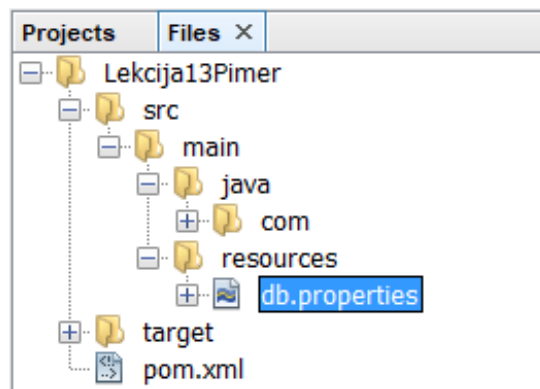 Projects Files ×
Lekcija13Pimer
src
main
java
com
resources
db.properties
target
pom.xml